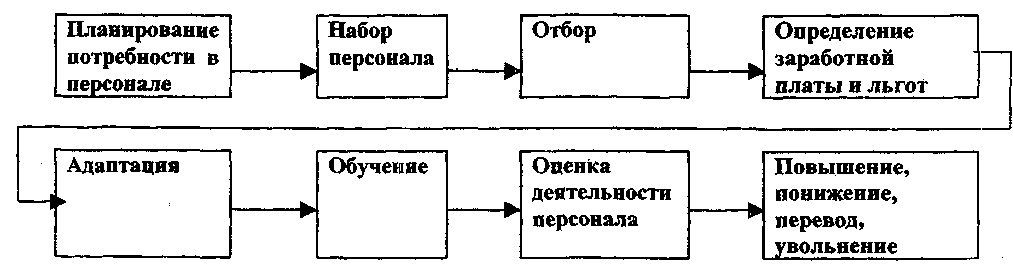 Планирование
потребности в
персонале
Набор
персонала
Отбор
Определение
заработной
платы и льгот
Адаптация
Обучение
Оценка
деятельности
персонала
Повышение,
понижение,
перевод,
увольнение